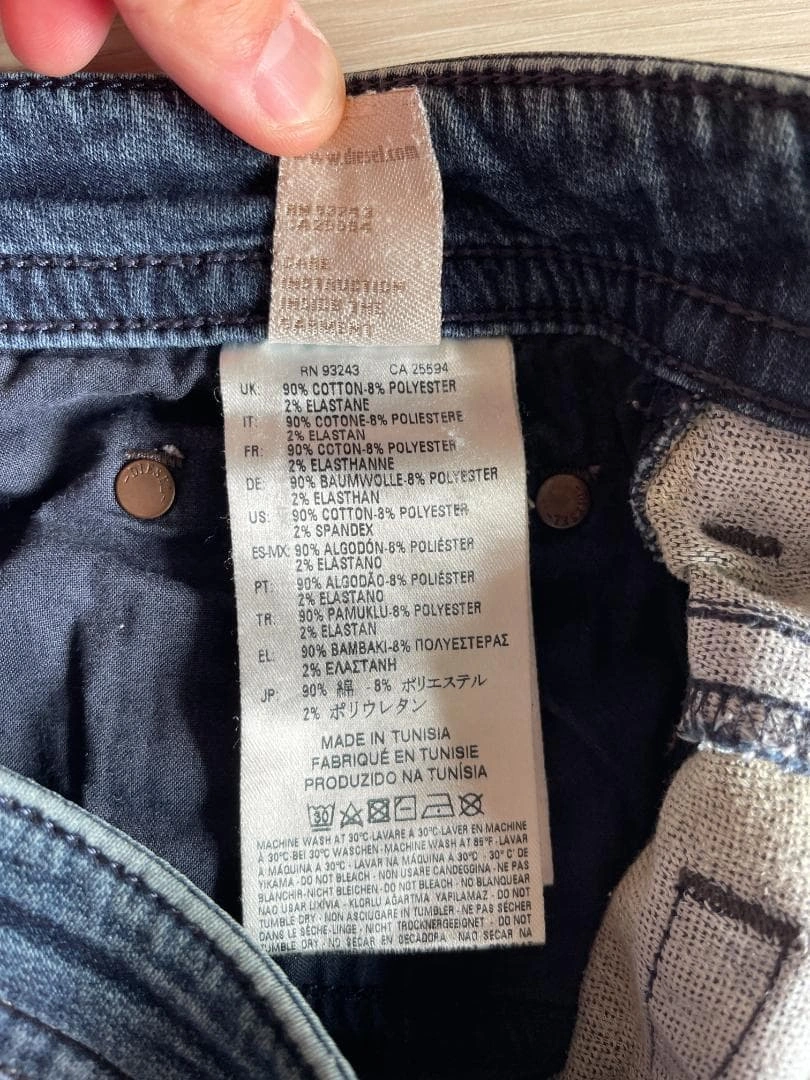 www.diesel.com
RN 93243
CA 25594
CARE
INSTRUCTION
INSIDE THE
GARMENT
RN 93243 CA 25594
UK: 90% COTTON-8% POLYESTER
2% ELASTANE
IT: 90% COTONE-8% POLIESTERE
2% ELASTAN
FR: 90% COTON-8% POLYESTER
2% ELASTHANNE
DE: 90% BAUMWOLLE-8% POLYESTER
2% ELASTHAN
US: 90% COTTON-8% POLYESTER
2% SPANDEX
ES-MX: 90% ALGODÓN-8% POLIÉSTER
2% ELASTANO
PT: 90% ALGODÃO-8% POLIÉSTER
2% ELASTANO
TR: 90% PAMUKLU-8% POLYESTER
2% ELASTAN
EL: 90% BAMBAKI-8% ΠΟΛΥΕΣΤΕΡΑΣ
2% ΕΛΑΣΤΑΝΗ
JP: 90% 綿 - 8% ポリエステル
2% ポリウレタン
MADE IN TUNISIA
FABRIQUÉ EN TUNISIE
PRODUZIDO NA TUNÍSIA
30
MACHINE WASH AT 30°C-LAVARE À 30°C-LAVER EN MACHINE
À 30°C-BEI 30°C WASCHEN-MACHINE WASH AT 85°F-LAVAR
A MÁQUINA A 30°C - LAVAR NA MÁQUINA A 30°C - 30° C' DE
YIKAMA - DO NOT BLEACH - NON USARE CANDEGGINA - NE PAS
BLANCHIR-NICHT BLEICHEN-DO NOT BLEACH - NO BLANQUEAR
NAO USAR LIXÍVIA - KLORLU AĞARTMA YAPILAMAZ - DO NOT
TUMBLE DRY - NON ASCIUGARE IN TUMBLER - NE PAS SÉCHER
DANS LE SÈCHE-LINGE - NICHT TROCKNERGEEIGNET - DO NOT
TUMBLE DRY - NO SECAR EN SECADORA - NAO SECAR NA